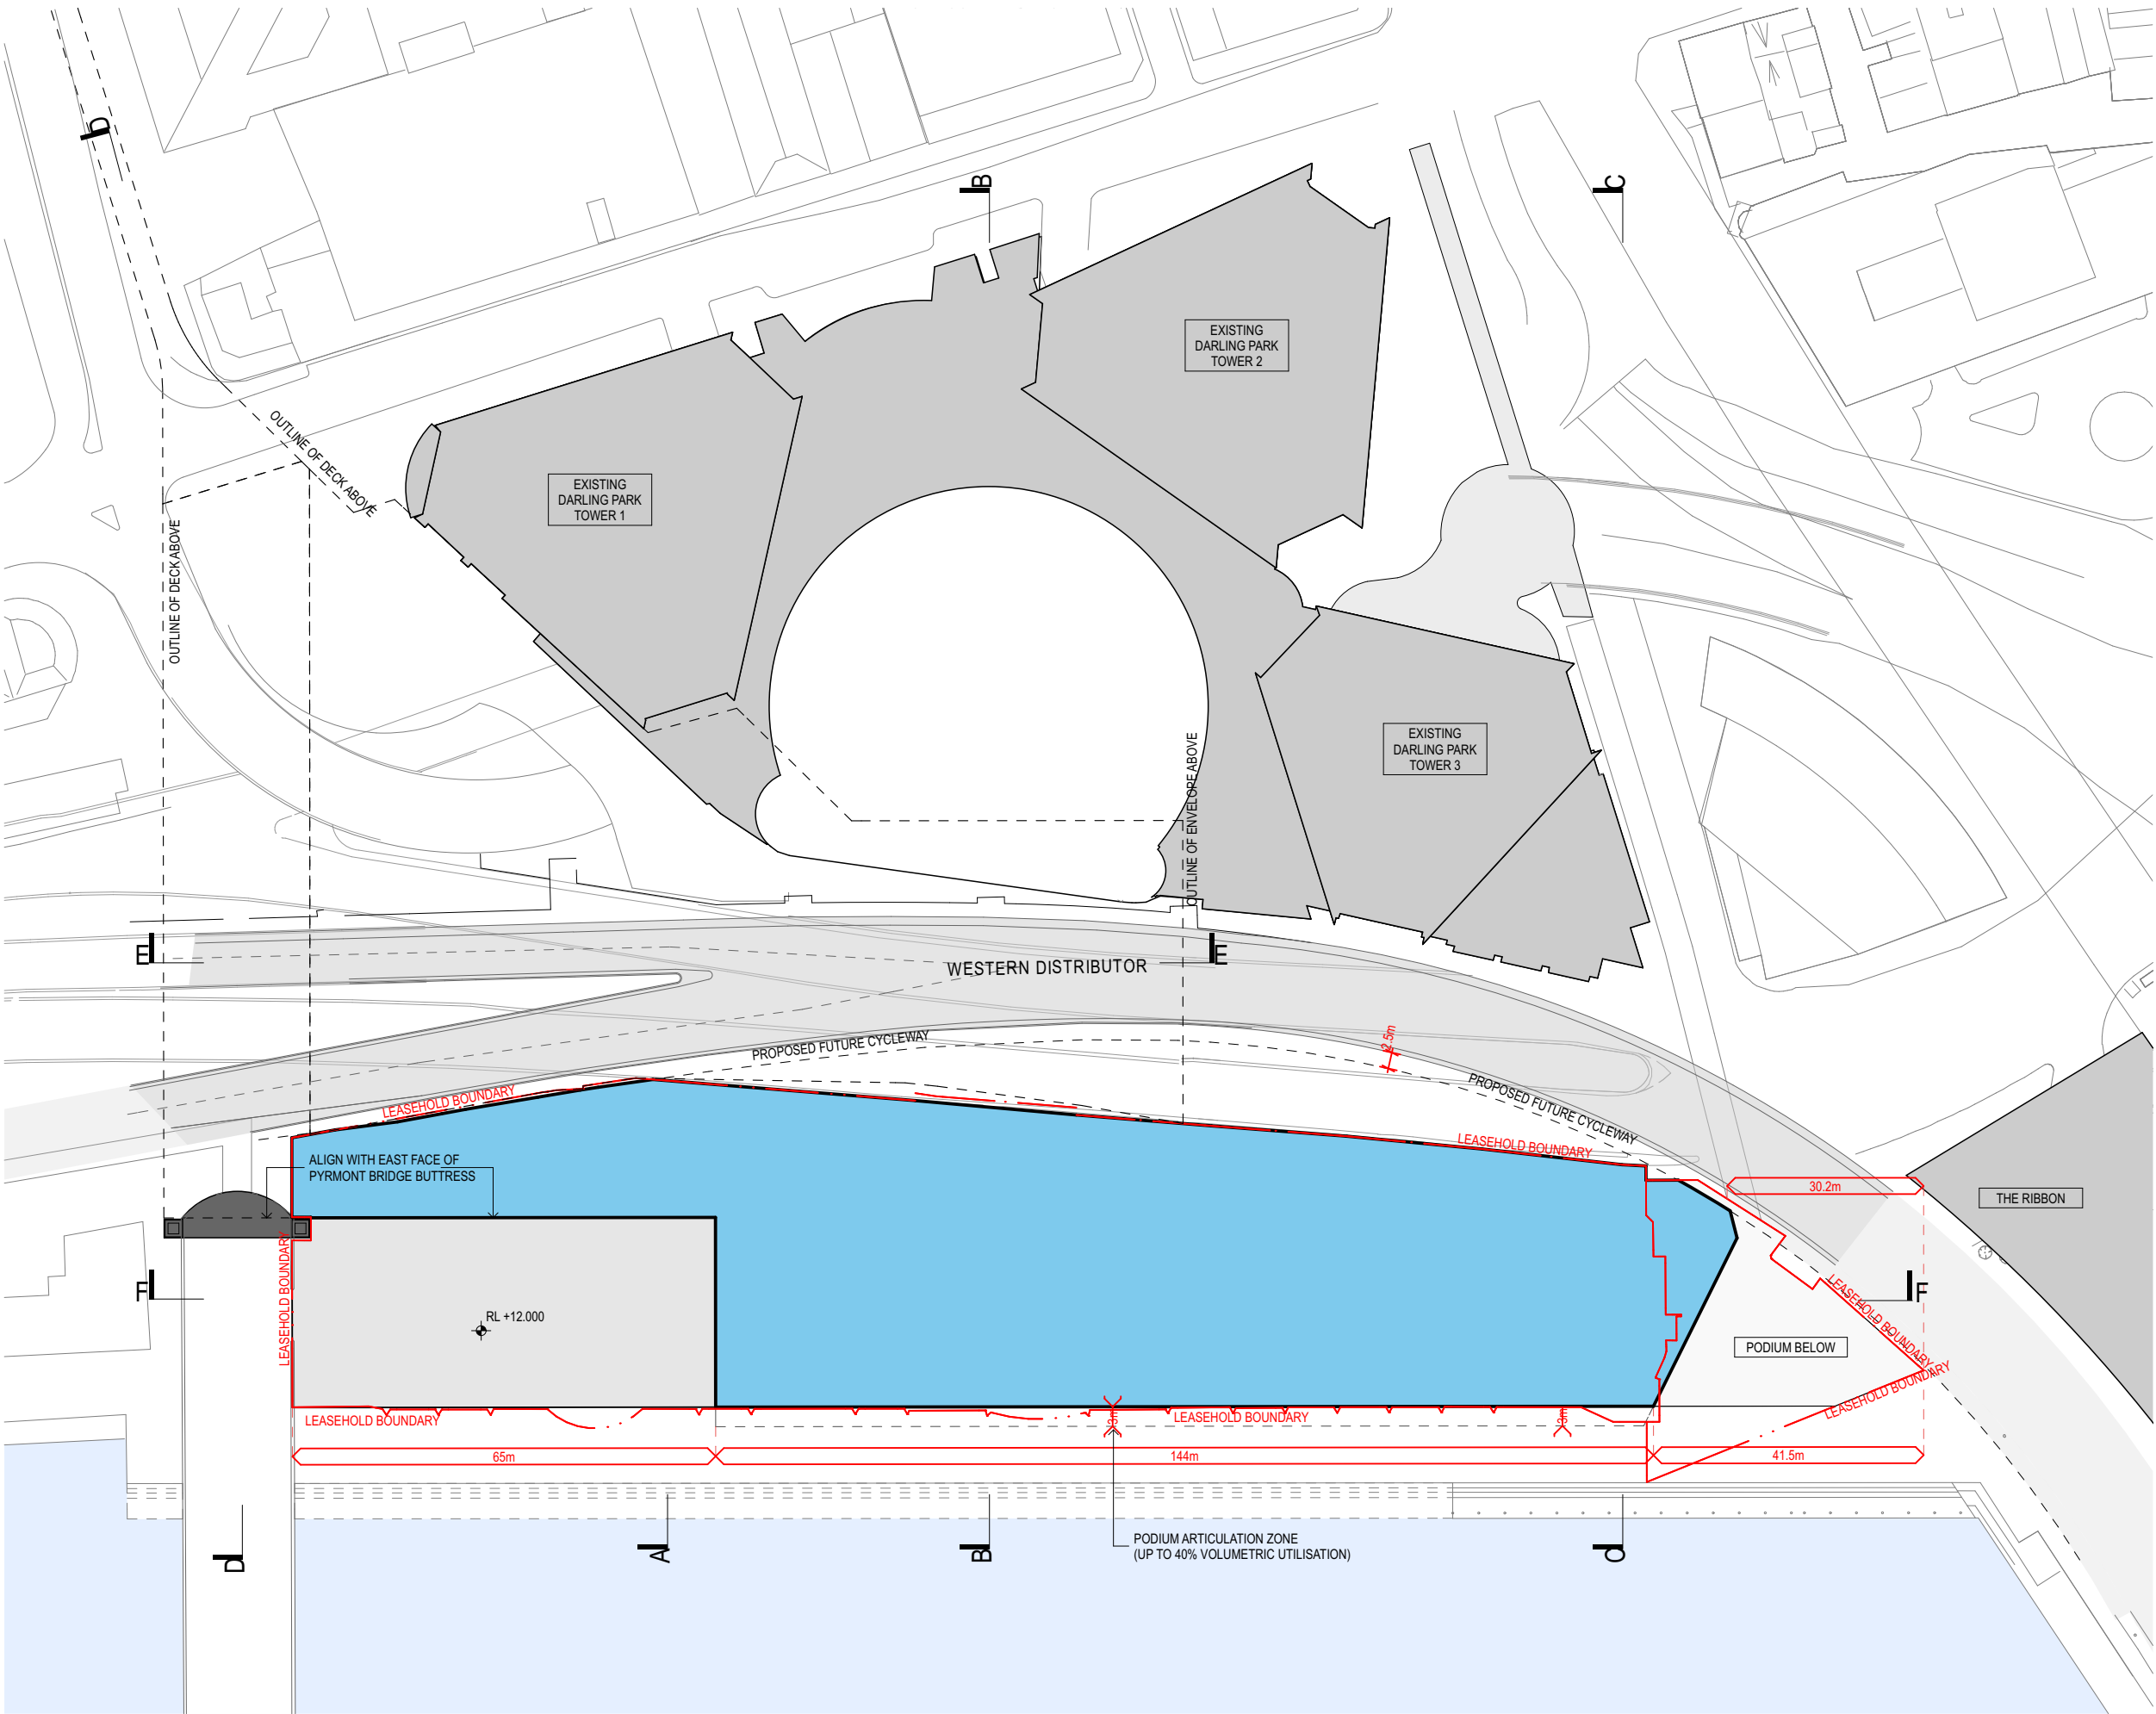 D
B
C
EXISTING
DARLING PARK
TOWER 2
OUTLINE OF DECK ABOVE
EXISTING
DARLING PARK
TOWER 1
OUTLINE OF DECK ABOVE
EXISTING
DARLING PARK
TOWER 3
OUTLINE OF ENVELOPE ABOVE
E
E
WESTERN DISTRIBUTOR
PROPOSED FUTURE CYCLEWAY
2.5m
PROPOSED FUTURE CYCLEWAY
LEASEHOLD BOUNDARY
LEASEHOLD BOUNDARY
ALIGN WITH EAST FACE OF
PYRMONT BRIDGE BUTTRESS
30.2m
THE RIBBON
LEASEHOLD BOUNDARY
F
F
RL +12.000
LEASEHOLD BOUNDARY
PODIUM BELOW
LEASEHOLD BOUNDARY
LEASEHOLD BOUNDARY
3m
LEASEHOLD BOUNDARY
3m
65m
144m
41.5m
PODIUM ARTICULATION ZONE
(UP TO 40% VOLUMETRIC UTILISATION)
D
A
B
C